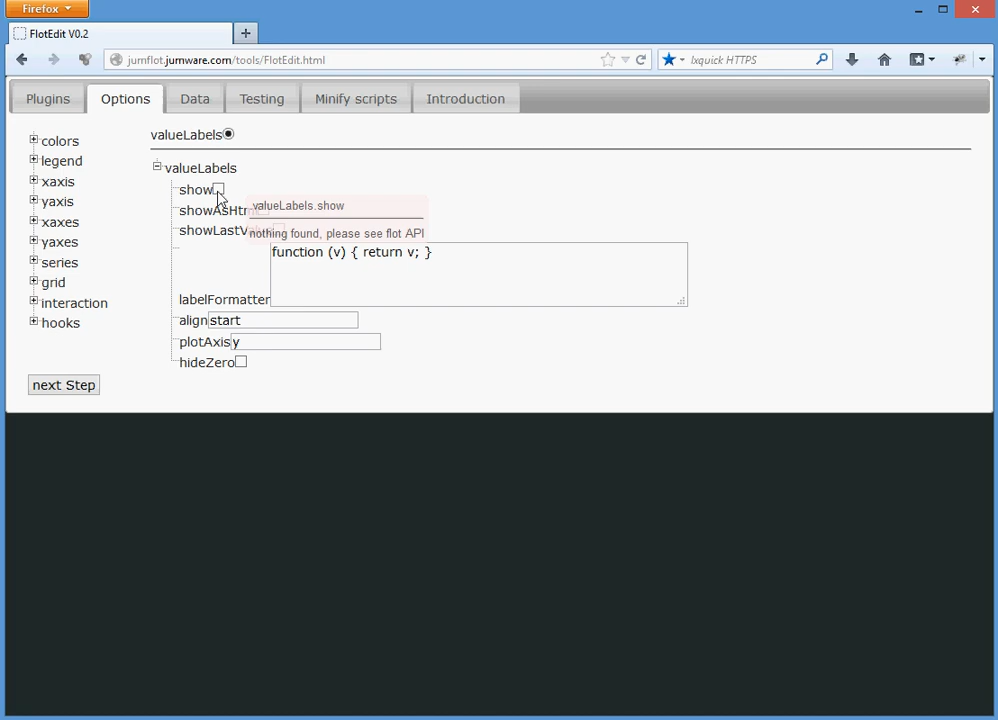 Firefox
FlotEdit V0.2
jumflot.jumware.com/tools/FlotEdit.html
Ixquick HTTPS
Plugins
Options
Data
Testing
Minify scripts
Introduction
colors
legend
xaxis
yaxis
xaxes
yaxes
series
grid
interaction
hooks
next Step
valueLabels
valueLabels
show
valueLabels.show
showAsHtml
showLastV
nothing found, please see flot API
function (v) { return v; }
labelFormatter
align start
plotAxis y
hideZero